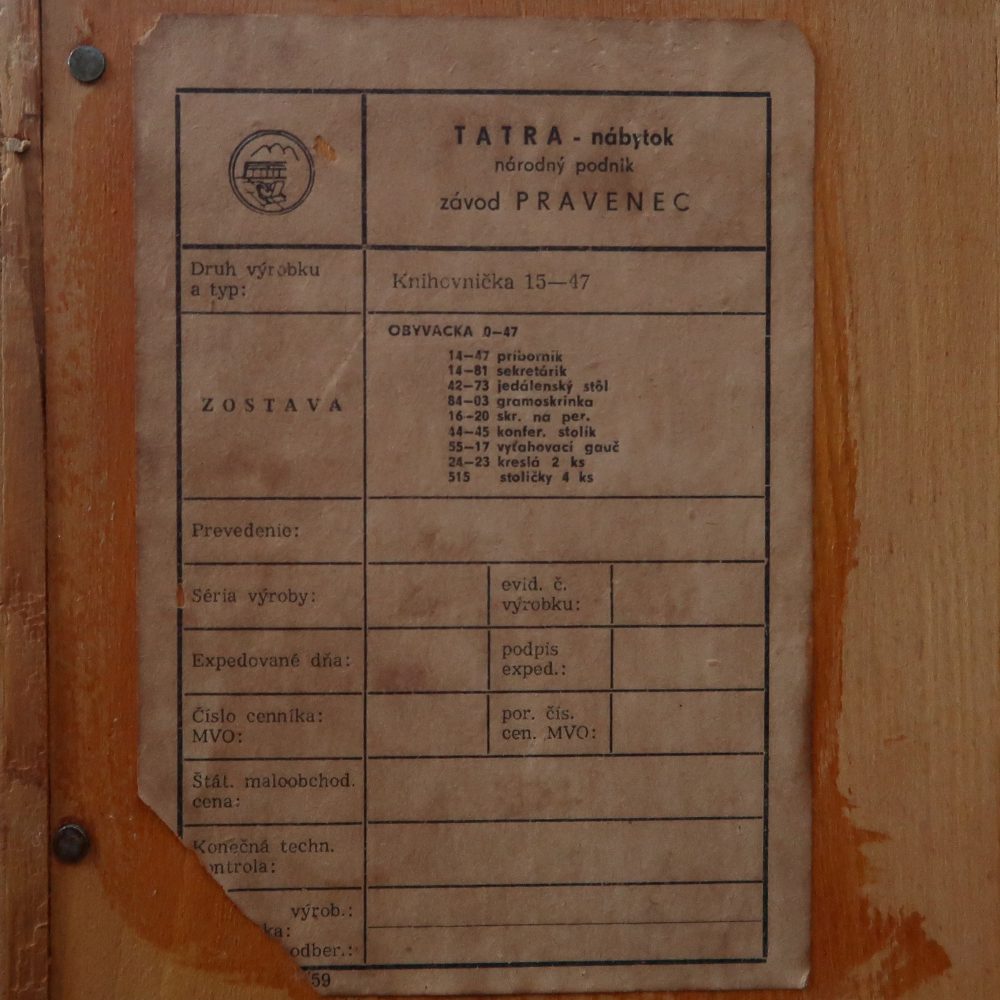 TATRA - nábytok
národný podnik
závod PRAVENEC
Druh výrobku
a typ:
Knihovnička 15—47
ZOSTAVA
OBYVACKA 0—47
14—47 príborník
14—81 sekretárik
42—73 jedálenský stôl
84—03 gramoskrinka
16—20 skr. na per.
44—45 konfer. stolík
55—17 vyťahovací gauč
24—23 kreslá 2 ks
515 stoličky 4 ks
Prevedenie:
Séria výroby:
evid. č.
výrobku:
Expedované dňa:
podpis
exped.:
Číslo cenníka:
MVO:
por. čís.
cen. MVO:
Štát. maloobchod.
cena:
Konečná techn.
ontrola:
výrob.:
ka:
odber.:
59